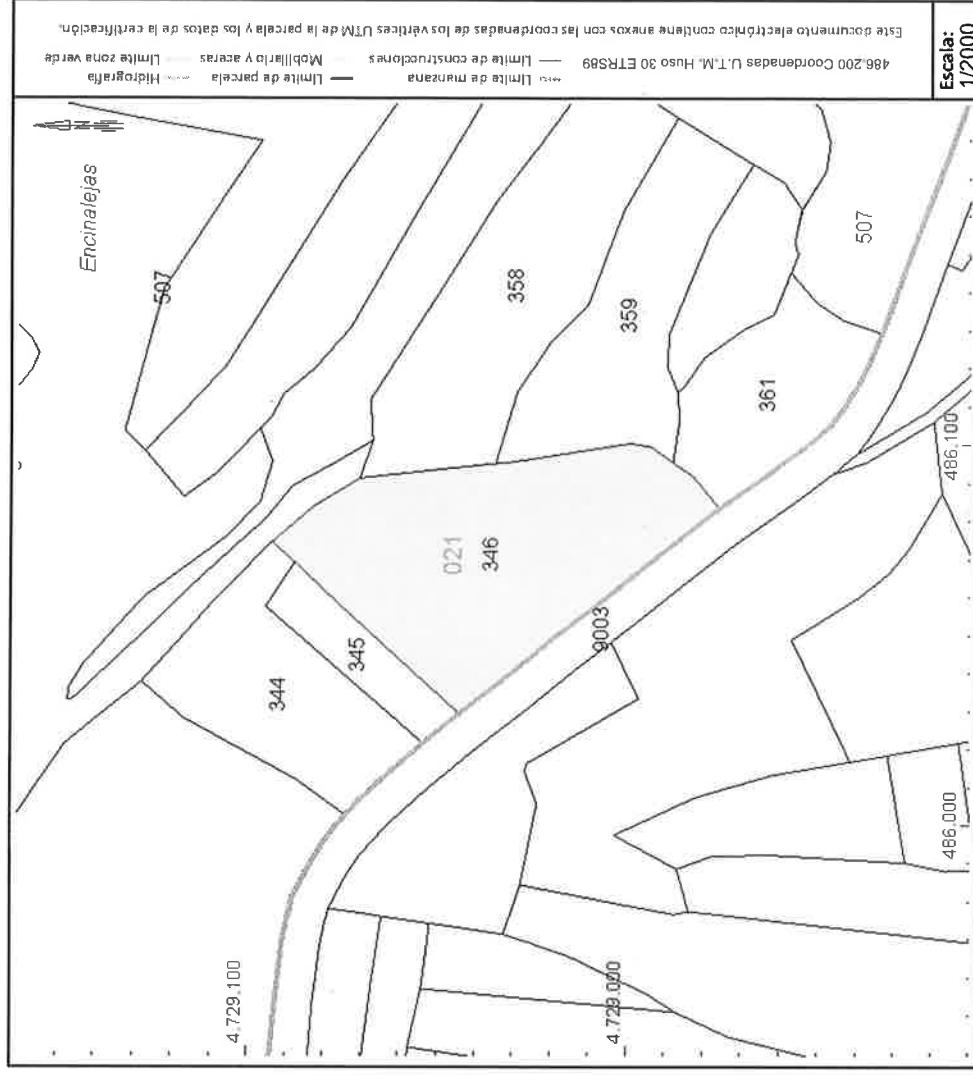 Encinalejas
507
358
359
507
361
021
346
345
344
9003
4.729.100
4.729.000
486.000
486.100
486.200 Coordenadas U.T.M. Huso 30 ETRS89
Límite de manzana
Límite de parcela
Hidrografía
Límite de construcciones
Mobiliario y aceras
Límite zona verde
Este documento electrónico contiene anexos con las coordenadas de los vértices UTM de la parcela y los datos de la certificación.
Escala:
1/2000